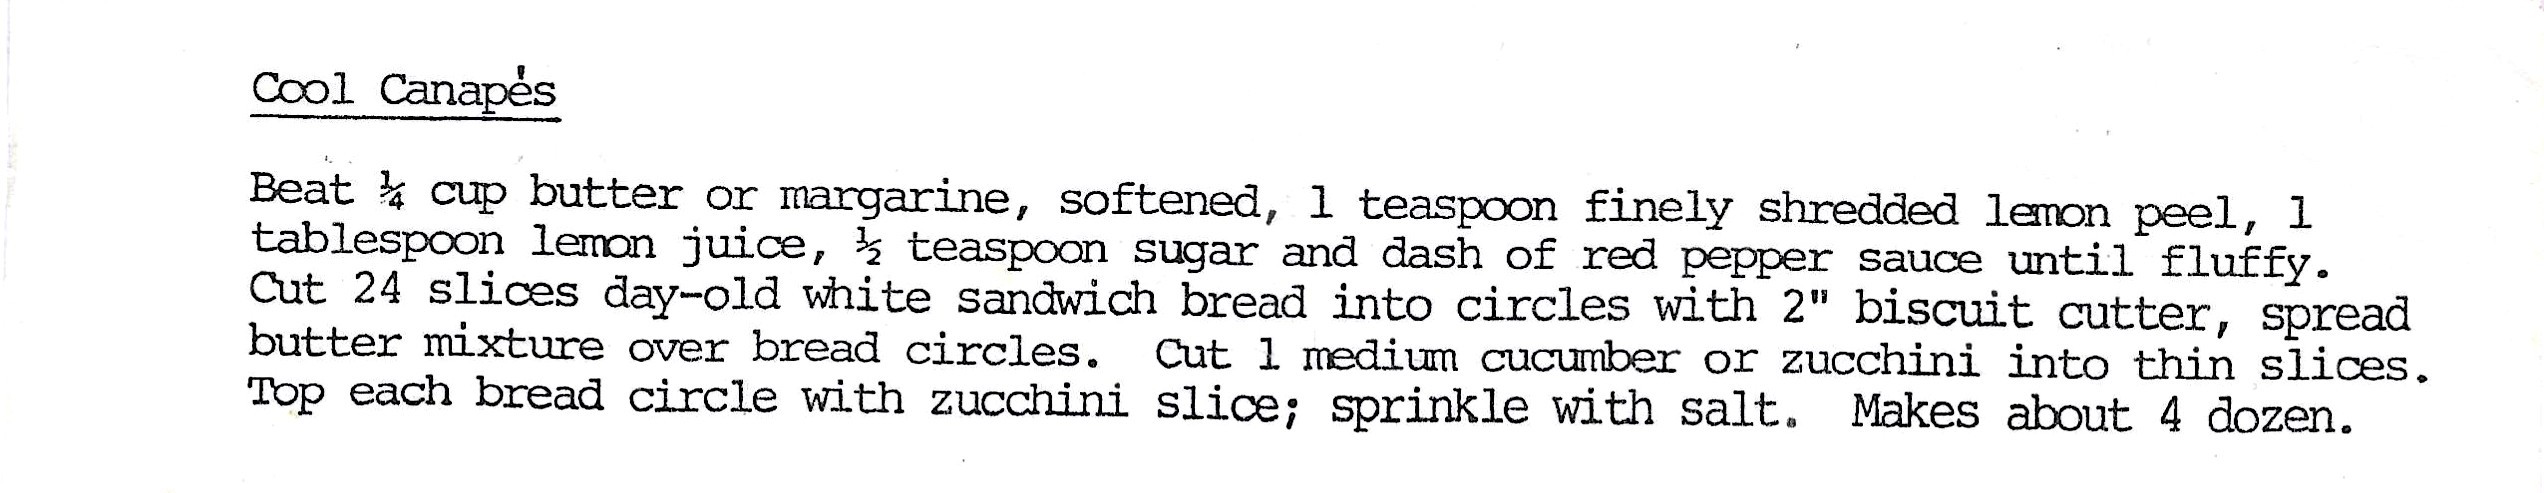 Cool Canapés
Beat ¼ cup butter or margarine, softened, 1 teaspoon finely shredded lemon peel, 1
tablespoon lemon juice, ½ teaspoon sugar and dash of red pepper sauce until fluffy.
Cut 24 slices day-old white sandwich bread into circles with 2" biscuit cutter, spread
butter mixture over bread circles.  Cut 1 medium cucumber or zucchini into thin slices.
Top each bread circle with zucchini slice; sprinkle with salt.  Makes about 4 dozen.